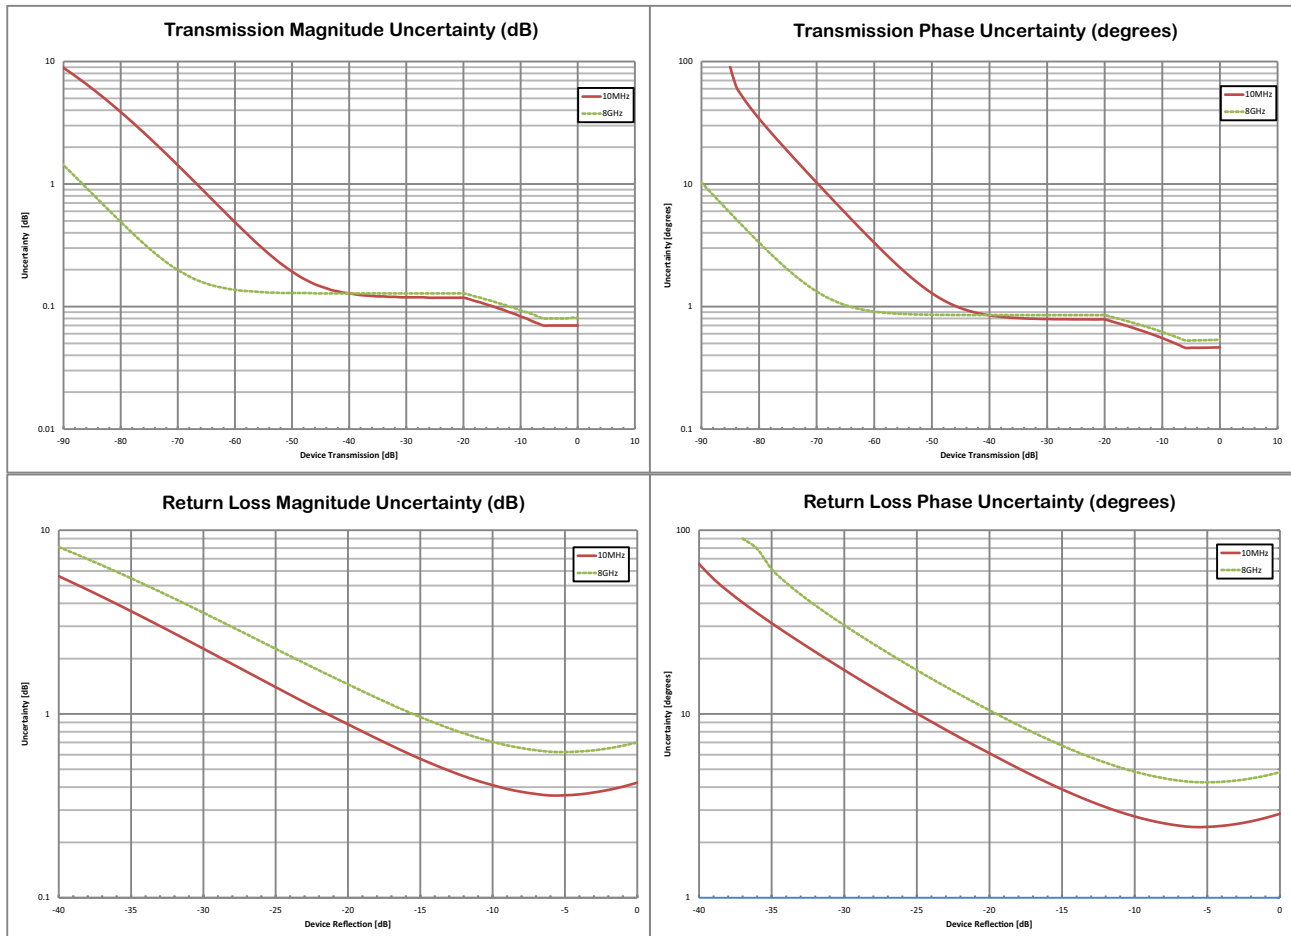 Transmission Magnitude Uncertainty (dB)
10
1
0.1
0.01
Uncertainty [dB]
10MHz
8GHz
-90 -80 -70 -60 -50 -40 -30 -20 -10 0 10
Device Transmission [dB]
Transmission Phase Uncertainty (degrees)
100
10
1
0.1
Uncertainty [degrees]
10MHz
8GHz
-90 -80 -70 -60 -50 -40 -30 -20 -10 0 10
Device Transmission [dB]
Return Loss Magnitude Uncertainty (dB)
10
1
0.1
Uncertainty [dB]
10MHz
8GHz
-40 -35 -30 -25 -20 -15 -10 -5 0
Device Reflection [dB]
Return Loss Phase Uncertainty (degrees)
100
10
1
Uncertainty [degrees]
10MHz
8GHz
-40 -35 -30 -25 -20 -15 -10 -5 0
Device Reflection [dB]